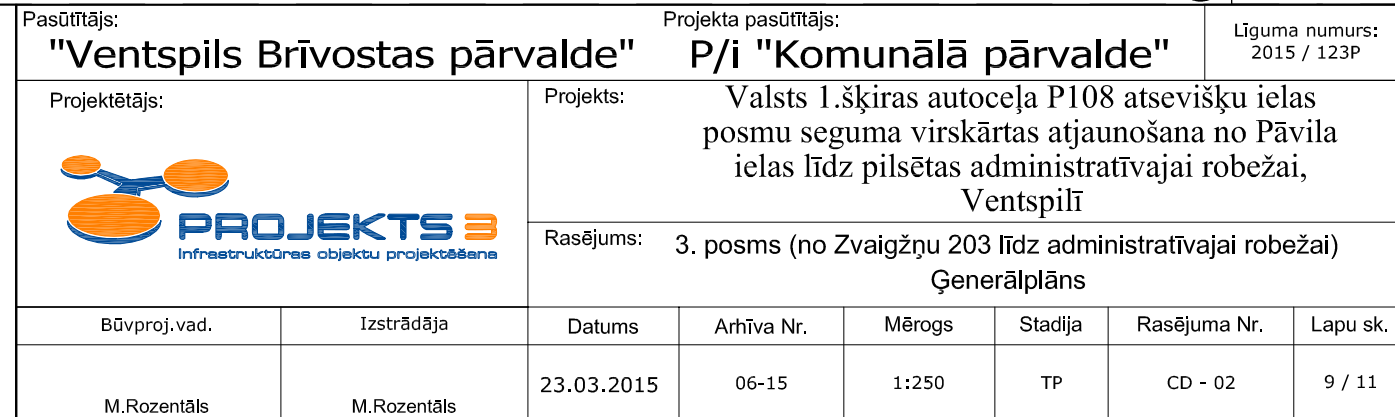 Pasūtītājs:
"Ventspils Brīvostas pārvalde"
Projekta pasūtītājs:
P/i "Komunālā pārvalde"
Līguma numurs:
2015 / 123P
Projektētājs:
PROJEKTS 3
Infrastruktūras objektu projektēšana
Projekts:
Valsts 1.šķiras autoceļa P108 atsevišķu ielas
posmu seguma virskārtas atjaunošana no Pāvila
ielas līdz pilsētas administratīvajai robežai,
Ventspilī
Rasējums:
3. posms (no Zvaigžņu 203 līdz administratīvajai robežai)
Ģenerālplāns
Būvproj.vad.
Izstrādāja
Datums
Arhīva Nr.
Mērogs
Stadija
Rasējuma Nr.
Lapu sk.
M.Rozentāls
M.Rozentāls
23.03.2015
06-15
1:250
TP
CD - 02
9 / 11